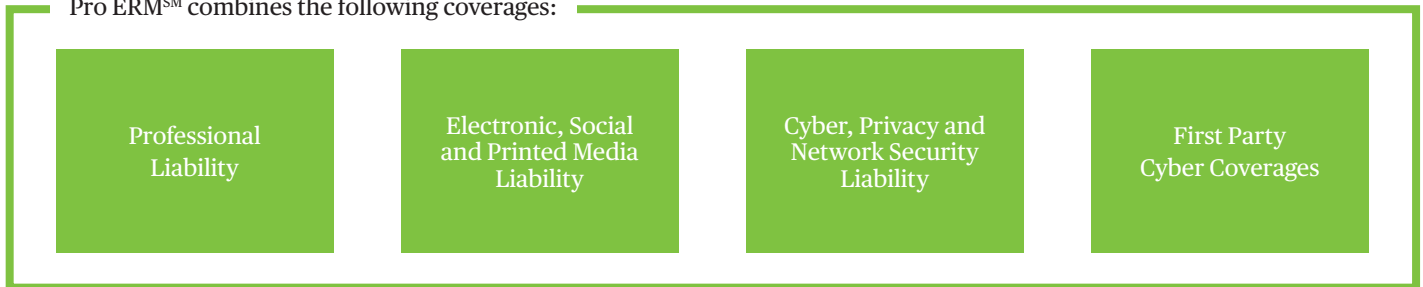 Pro ERM℠ combines the following coverages:
Professional
Liability
Electronic, Social
and Printed Media
Liability
Cyber, Privacy and
Network Security
Liability
First Party
Cyber Coverages